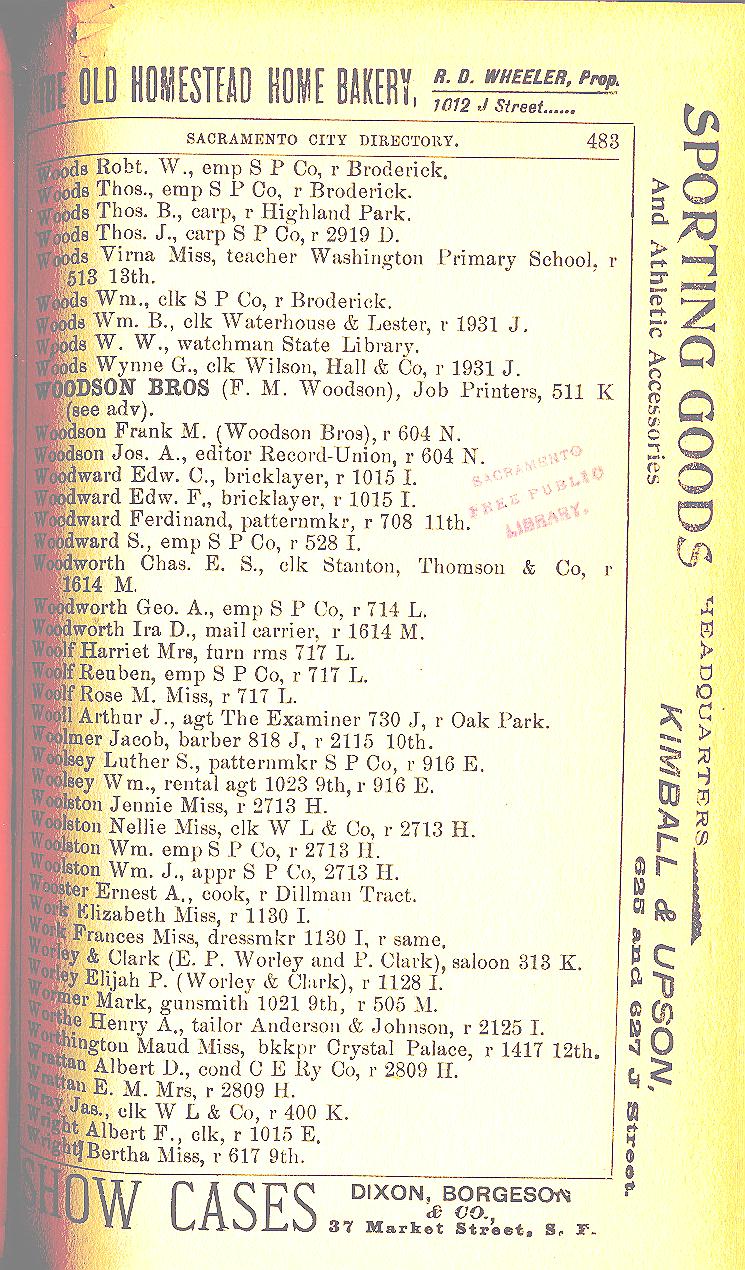 THE OLD HOMESTEAD HOME BAKERY, R. D. WHEELER, Prop.
1012 J Street......
SACRAMENTO CITY DIRECTORY. 483
Woods Robt. W., emp S P Co, r Broderick.
Woods Thos., emp S P Co, r Broderick.
Woods Thos. B., carp, r Highland Park.
Woods Thos. J., carp S P Co, r 2919 D.
Woods Virna Miss, teacher Washington Primary School, r
513 13th.
Woods Wm., clk S P Co, r Broderick.
Woods Wm. B., clk Waterhouse & Lester, r 1931 J.
Woods W. W., watchman State Library.
Woods Wynne G., clk Wilson, Hall & Co, r 1931 J.
WOODSON BROS (F. M. Woodson), Job Printers, 511 K
(see adv).
Woodson Frank M. (Woodson Bros), r 604 N.
Woodson Jos. A., editor Record-Union, r 604 N.
Woodward Edw. C., bricklayer, r 1015 I.
Woodward Edw. F., bricklayer, r 1015 I.
Woodward Ferdinand, patternmkr, r 708 11th.
Woodward S., emp S P Co, r 528 I.
Woodworth Chas. E. S., clk Stanton, Thomson & Co, r
1614 M.
Woodworth Geo. A., emp S P Co, r 714 L.
Woodworth Ira D., mail carrier, r 1614 M.
Woolf Harriet Mrs, furn rms 717 L.
Woolf Reuben, emp S P Co, r 717 L.
Woolf Rose M. Miss, r 717 L.
Wooll Arthur J., agt The Examiner 730 J, r Oak Park.
Woolmer Jacob, barber 818 J, r 2115 10th.
Woolsey Luther S., patternmkr S P Co, r 916 E.
Woolsey Wm., rental agt 1023 9th, r 916 E.
Woolston Jennie Miss, r 2713 H.
Woolston Nellie Miss, clk W L & Co, r 2713 H.
Woolston Wm. emp S P Co, r 2713 H.
Woolston Wm. J., appr S P Co, 2713 H.
Wooster Ernest A., cook, r Dillman Tract.
Work Elizabeth Miss, r 1130 I.
Work Frances Miss, dressmkr 1130 I, r same.
Worley & Clark (E. P. Worley and P. Clark), saloon 313 K.
Worley Elijah P. (Worley & Clark), r 1128 I.
Wormer Mark, gunsmith 1021 9th, r 505 M.
Worthe Henry A., tailor Anderson & Johnson, r 2125 I.
Worthington Maud Miss, bkkpr Crystal Palace, r 1417 12th.
Wrattan Albert D., cond C E Ry Co, r 2809 H.
Wrattan E. M. Mrs, r 2809 H.
Wray Jas., clk W L & Co, r 400 K.
Wright Albert F., clk, r 1015 E.
Wright Bertha Miss, r 617 9th.
SACRAMENTO
FREE PUBLIC
LIBRARY.
SHOW CASES DIXON, BORGESON
& CO.,
37 Market Street, S. F.
SPORTING GOODS
And Athletic Accessories
HEADQUARTERS
KIMBALL & UPSON,
625 and 627 J Street.